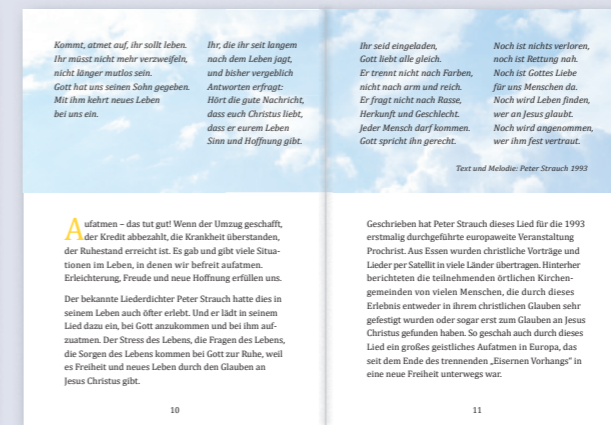 Kommt, atmet auf, ihr sollt leben.
Ihr müsst nicht mehr verzweifeln,
nicht länger mutlos sein.
Gott hat uns seinen Sohn gegeben.
Mit ihm kehrt neues Leben
bei uns ein.
Ihr, die ihr seit langem
nach dem Leben jagt,
und bisher vergeblich
Antworten erfragt:
Hört die gute Nachricht,
dass euch Christus liebt,
dass er eurem Leben
Sinn und Hoffnung gibt.
Aufatmen – das tut gut! Wenn der Umzug geschafft,
der Kredit abbezahlt, die Krankheit überstanden,
der Ruhestand erreicht ist. Es gab und gibt viele Situa-
tionen im Leben, in denen wir befreit aufatmen.
Erleichterung, Freude und neue Hoffnung erfüllen uns.
Der bekannte Liederdichter Peter Strauch hatte dies in
seinem Leben auch öfter erlebt. Und er lädt in seinem
Lied dazu ein, bei Gott anzukommen und bei ihm auf-
zuatmen. Der Stress des Lebens, die Fragen des Lebens,
die Sorgen des Lebens kommen bei Gott zur Ruhe, weil
es Freiheit und neues Leben durch den Glauben an
Jesus Christus gibt.
10
Ihr seid eingeladen,
Gott liebt alle gleich.
Er trennt nicht nach Farben,
nicht nach arm und reich.
Er fragt nicht nach Rasse,
Herkunft und Geschlecht.
Jeder Mensch darf kommen.
Gott spricht ihn gerecht.
Noch ist nichts verloren,
noch ist Rettung nah.
Noch ist Gottes Liebe
für uns Menschen da.
Noch wird Leben finden,
wer an Jesus glaubt.
Noch wird angenommen,
wer ihm fest vertraut.
Text und Melodie: Peter Strauch 1993
Geschrieben hat Peter Strauch dieses Lied für die 1993
erstmalig durchgeführte europaweite Veranstaltung
Prochrist. Aus Essen wurden christliche Vorträge und
Lieder per Satellit in viele Länder übertragen. Hinterher
berichteten die teilnehmenden örtlichen Kirchen-
gemeinden von vielen Menschen, die durch dieses
Erlebnis entweder in ihrem christlichen Glauben sehr
gefestigt wurden oder sogar erst zum Glauben an Jesus
Christus gefunden haben. So geschah auch durch dieses
Lied ein großes geistliches Aufatmen in Europa, das
seit dem Ende des trennenden „Eisernen Vorhangs" in
eine neue Freiheit unterwegs war.
11